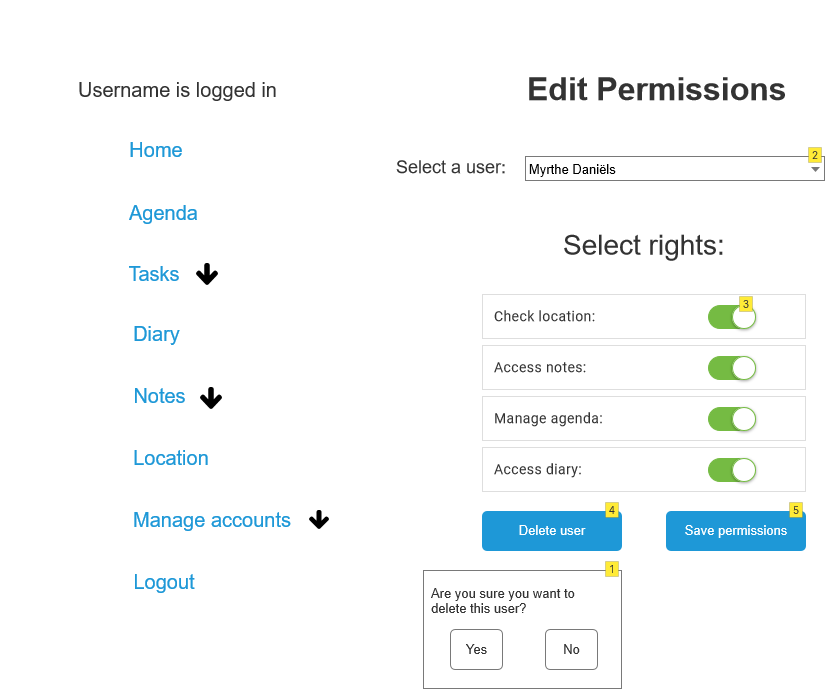 Username is logged in
Home
Agenda
Tasks
Diary
Notes
Location
Manage accounts
Logout
Edit Permissions
Select a user:
Myrthe Daniëls
2
Select rights:
Check location:
3
Access notes:
Manage agenda:
Access diary:
Delete user
4
Save permissions
5
1
Are you sure you want to
delete this user?
Yes
No